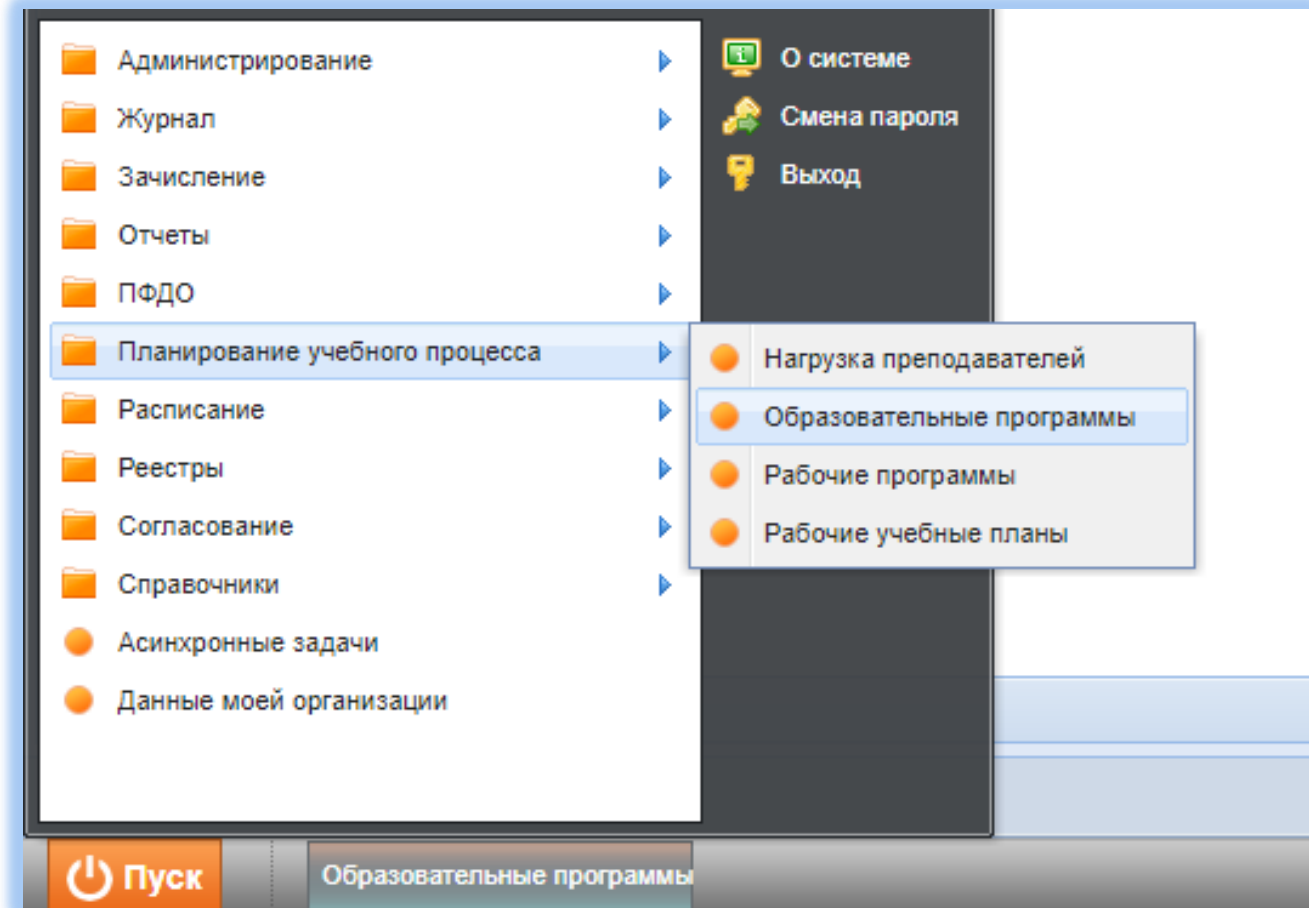 Администрирование
Журнал
Зачисление
Отчеты
ПФДО
Планирование учебного процесса
Расписание
Реестры
Согласование
Справочники
Асинхронные задачи
Данные моей организации
О системе
Смена пароля
Выход
Нагрузка преподавателей
Образовательные программы
Рабочие программы
Рабочие учебные планы
Пуск
Образовательные программы